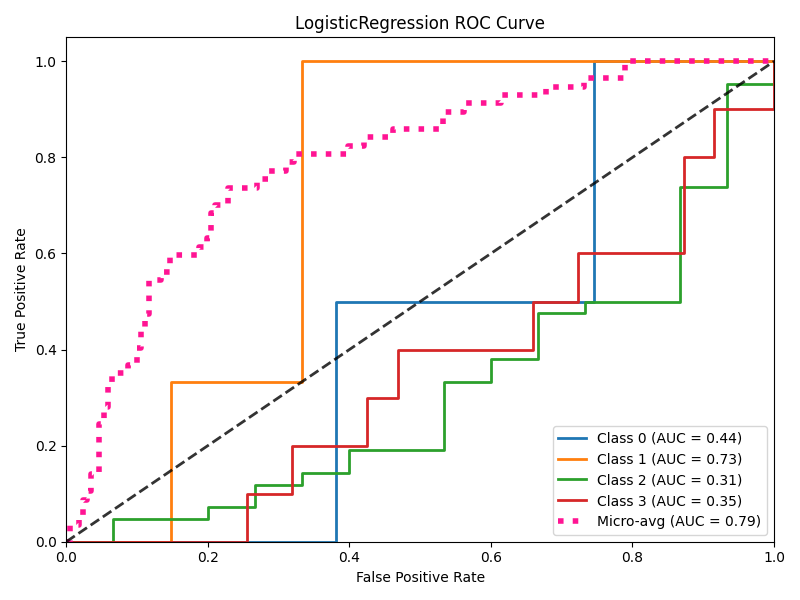 LogisticRegression ROC Curve
True Positive Rate
1.0
0.8
0.6
0.4
0.2
0.0
0.0 0.2 0.4 0.6 0.8 1.0
False Positive Rate
Class 0 (AUC = 0.44)
Class 1 (AUC = 0.73)
Class 2 (AUC = 0.31)
Class 3 (AUC = 0.35)
Micro-avg (AUC = 0.79)